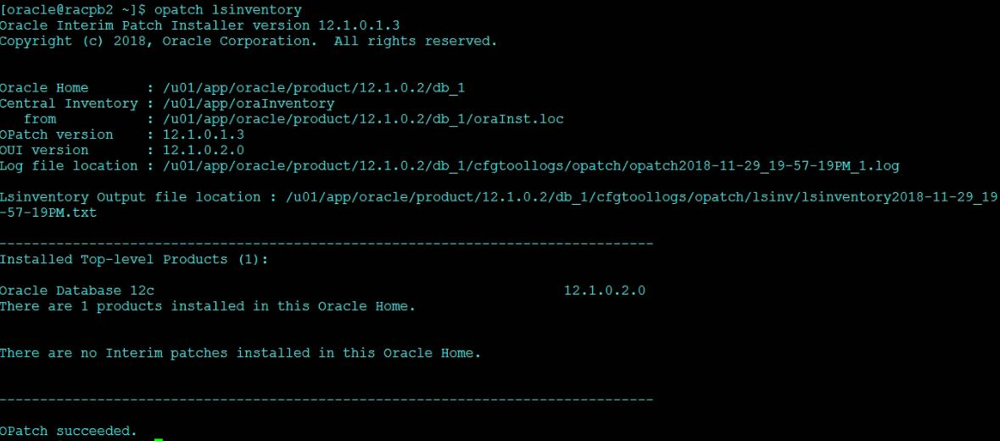 [oracle@racpb2 ~]$ opatch lsinventory
Oracle Interim Patch Installer version 12.1.0.1.3
Copyright (c) 2018, Oracle Corporation.  All rights reserved.
Oracle Home       : /u01/app/oracle/product/12.1.0.2/db_1
Central Inventory : /u01/app/oraInventory
   from           : /u01/app/oracle/product/12.1.0.2/db_1/oraInst.loc
OPatch version    : 12.1.0.1.3
OUI version       : 12.1.0.2.0
Log file location : /u01/app/oracle/product/12.1.0.2/db_1/cfgtoollogs/opatch/opatch2018-11-29_19-57-19PM_1.log
Lsinventory Output file location : /u01/app/oracle/product/12.1.0.2/db_1/cfgtoollogs/opatch/lsinv/lsinventory2018-11-29_19
-57-19PM.txt
--------------------------------------------------------------------------------
Installed Top-level Products (1):
Oracle Database 12c                                                  12.1.0.2.0
There are 1 products installed in this Oracle Home.
There are no Interim patches installed in this Oracle Home.
--------------------------------------------------------------------------------
OPatch succeeded.